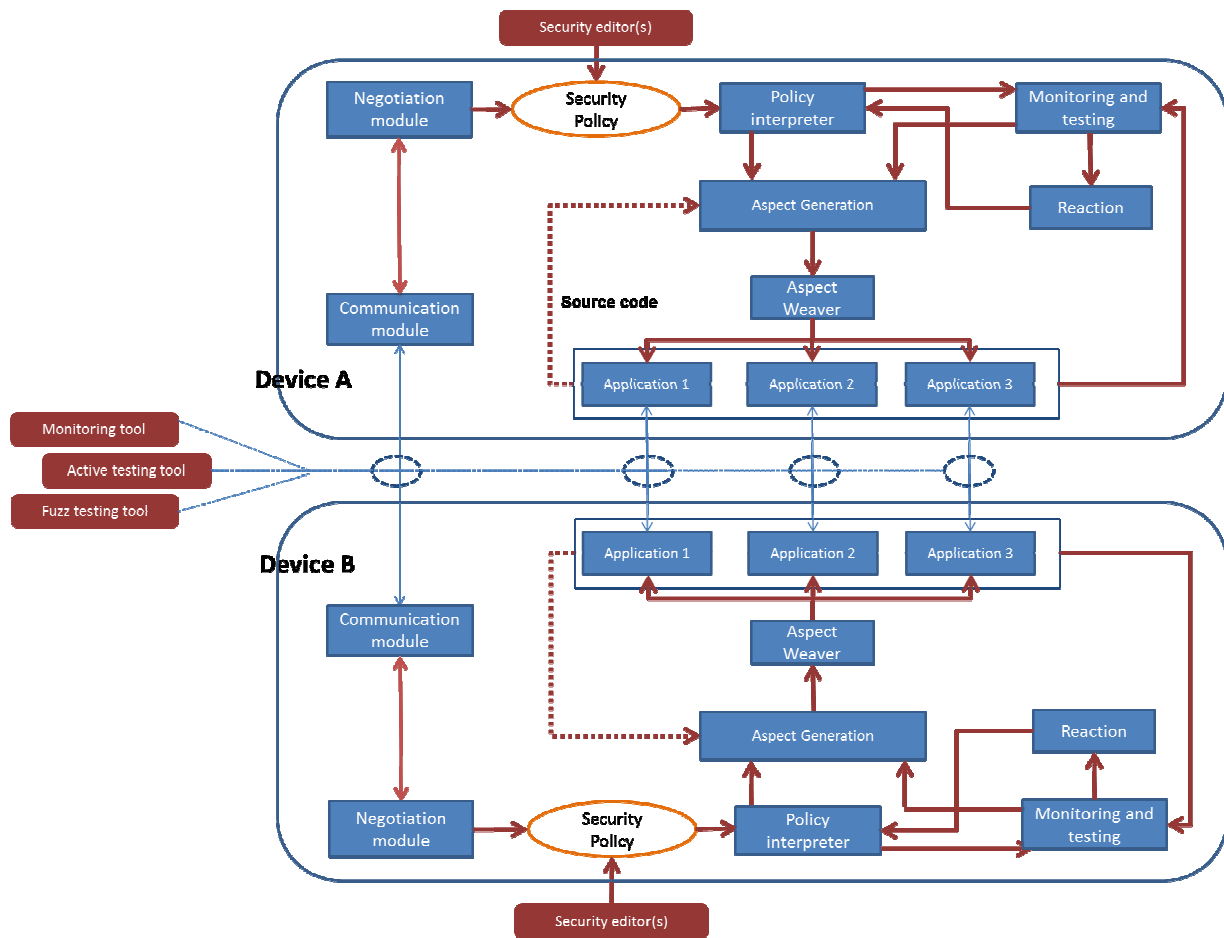 Security editor(s)
Negotiation
module
Security
Policy
Policy
interpreter
Monitoring and
testing
Aspect Generation
Reaction
Source code
Aspect
Weaver
Communication
module
Device A
Application 1
Application 2
Application 3
Monitoring tool
Active testing tool
Fuzz testing tool
Device B
Application 1
Application 2
Application 3
Communication
module
Aspect
Weaver
Aspect Generation
Reaction
Negotiation
module
Security
Policy
Policy
interpreter
Monitoring and
testing
Security editor(s)